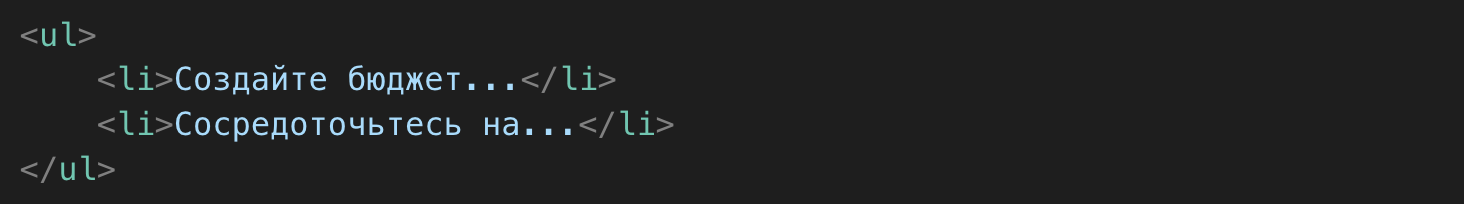 <ul>
    <li>Создайте бюджет...</li>
    <li>Сосредоточьтесь на...</li>
</ul>